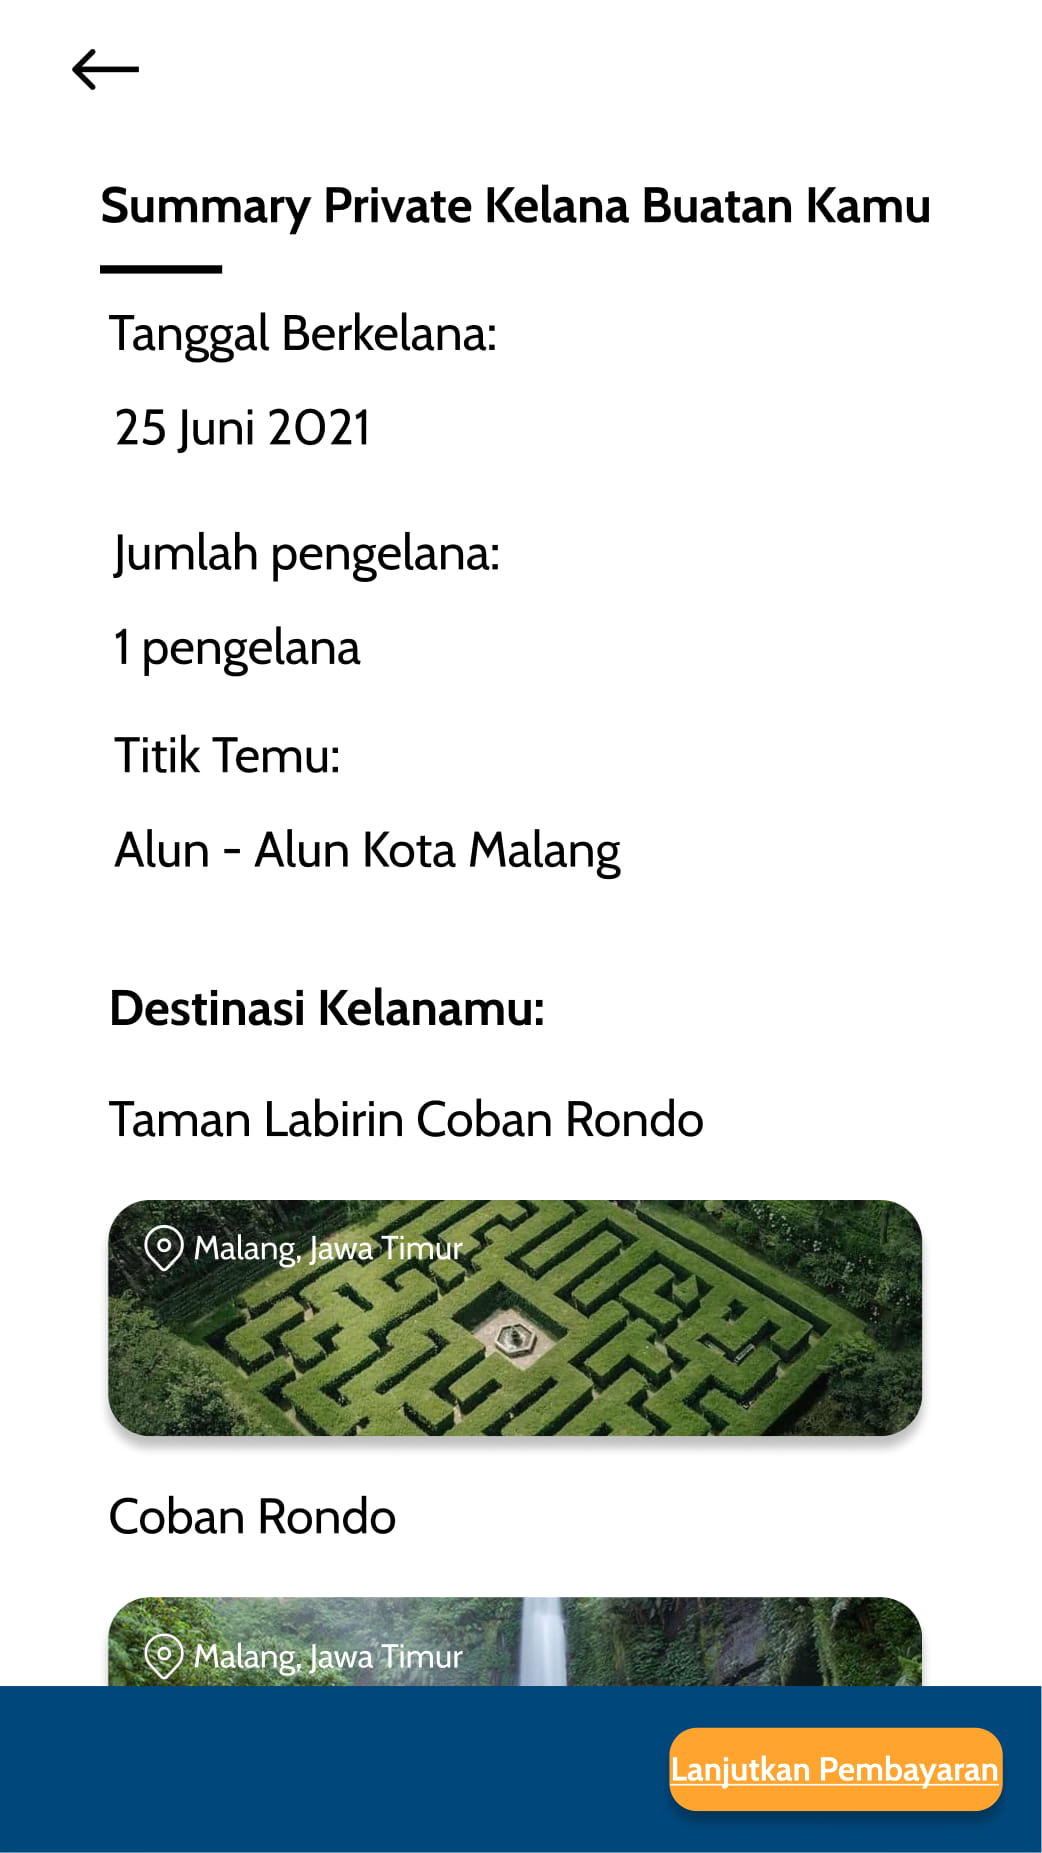 Summary Private Kelana Buatan Kamu
Tanggal Berkelana:
25 Juni 2021
Jumlah pengelana:
1 pengelana
Titik Temu:
Alun - Alun Kota Malang
Destinasi Kelanamu:
Taman Labirin Coban Rondo
Malang, Jawa Timur
Coban Rondo
Malang, Jawa Timur
Lanjutkan Pembayaran